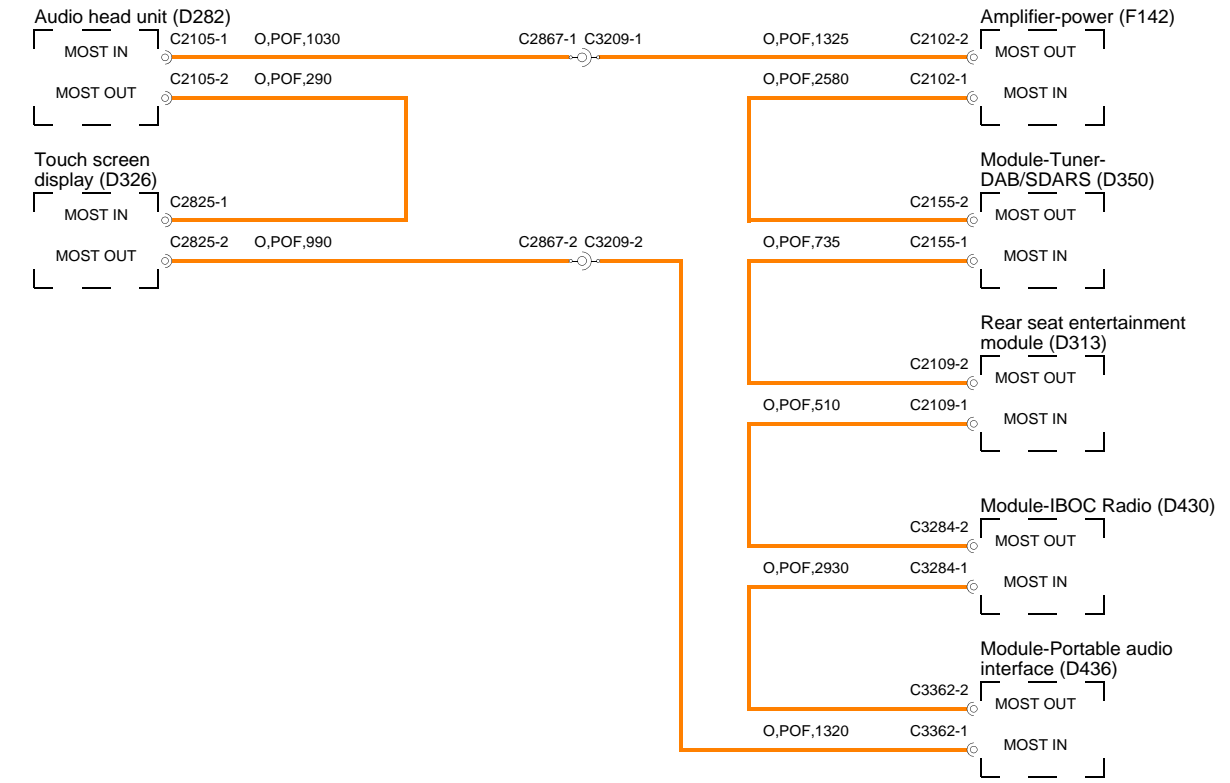 Audio head unit (D282)
MOST IN
C2105-1 O,POF,1030 C2867-1 C3209-1 O,POF,1325 C2102-2
Amplifier-power (F142)
MOST OUT
MOST OUT
C2105-2 O,POF,290
O,POF,2580 C2102-1
MOST IN
Touch screen
display (D326)
MOST IN
C2825-1
Module-Tuner-
DAB/SDARS (D350)
C2155-2
MOST OUT
MOST OUT
C2825-2 O,POF,990 C2867-2 C3209-2 O,POF,735 C2155-1
MOST IN
Rear seat entertainment
module (D313)
C2109-2
MOST OUT
O,POF,510 C2109-1
MOST IN
Module-IBOC Radio (D430)
C3284-2
MOST OUT
O,POF,2930 C3284-1
MOST IN
Module-Portable audio
interface (D436)
C3362-2
MOST OUT
O,POF,1320 C3362-1
MOST IN